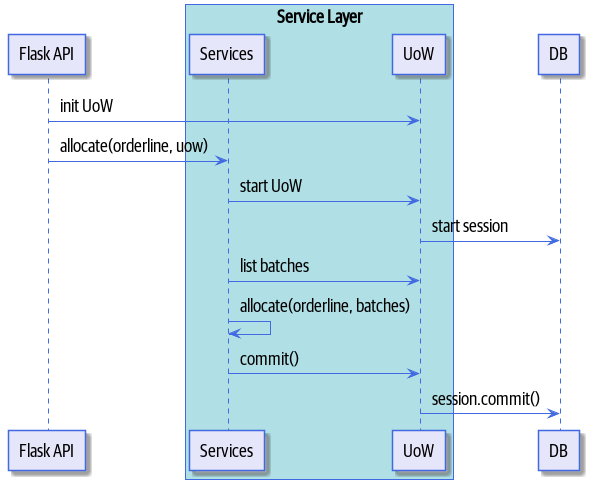 Service Layer
Flask API
Services
UoW
DB
init UoW
allocate(orderline, uow)
start UoW
start session
list batches
allocate(orderline, batches)
commit()
session.commit()
Flask API
Services
UoW
DB